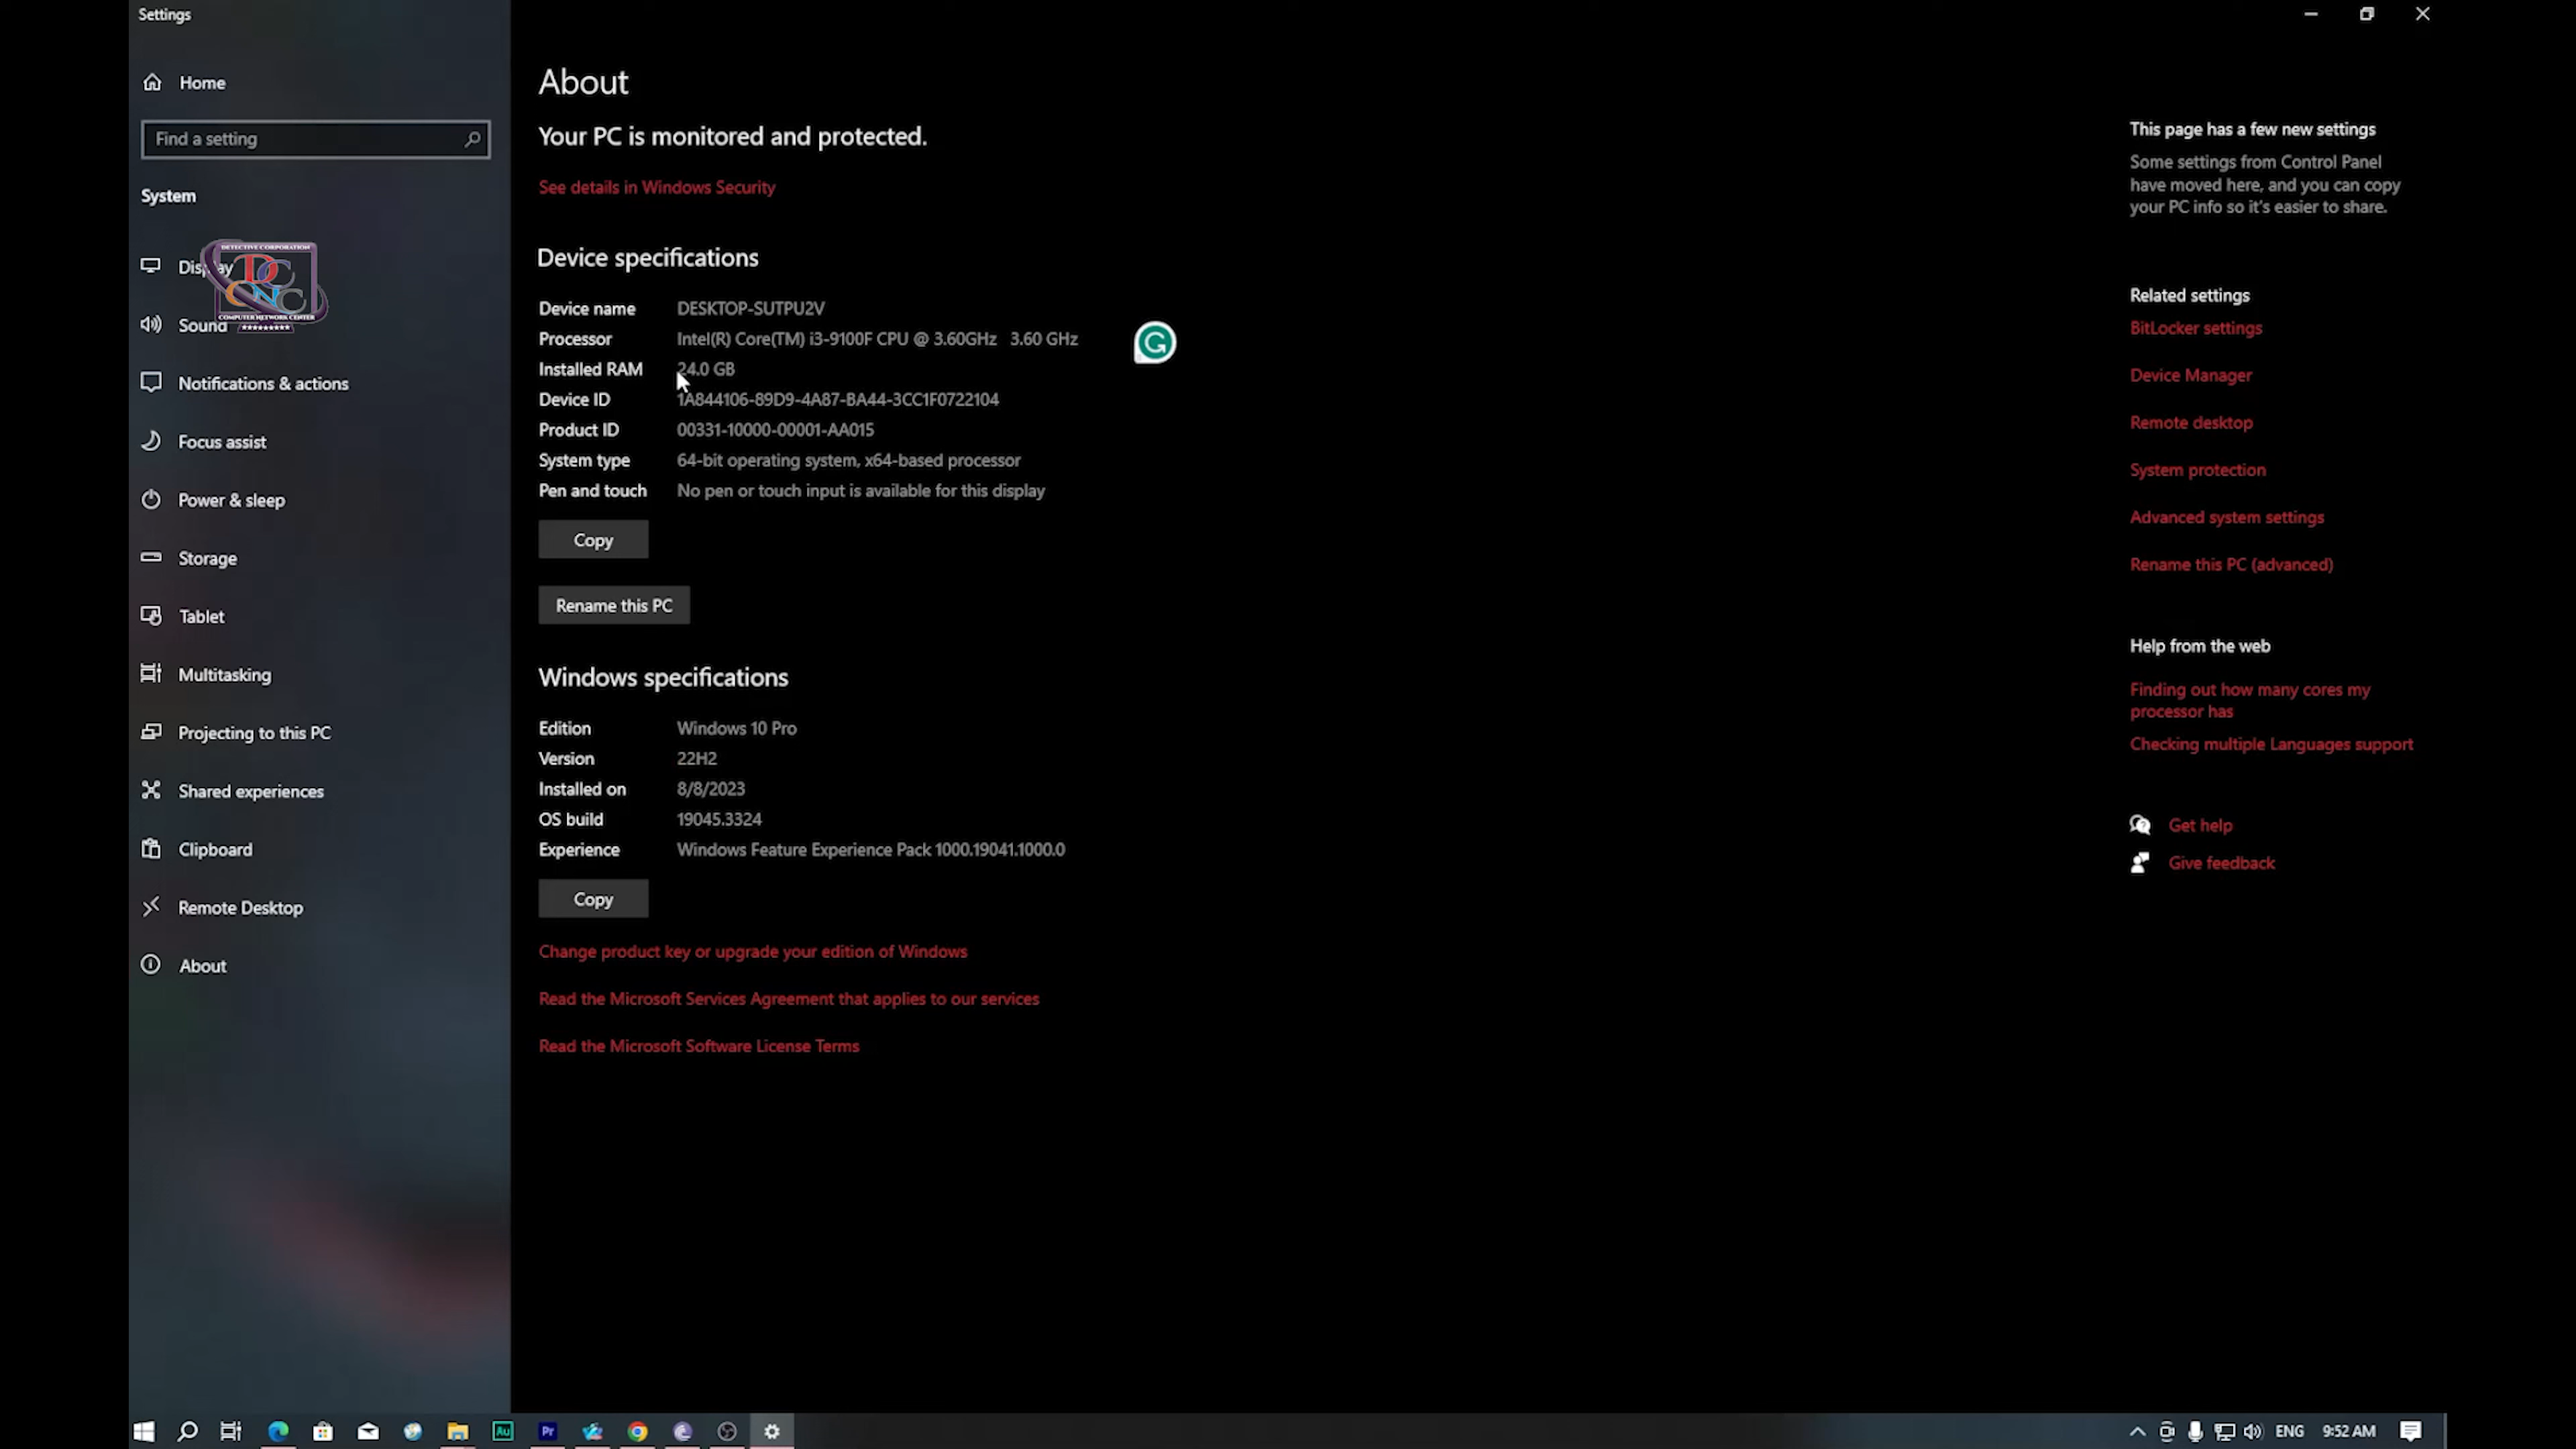 Settings
Home
Find a setting
System
Display
Sound
Notifications & actions
Focus assist
Power & sleep
Storage
Tablet
Multitasking
Projecting to this PC
Shared experiences
Clipboard
Remote Desktop
About
DETECTIVE CORPORATION
DC
CNC
COMPUTER NETWORK CENTER
About
Your PC is monitored and protected.
See details in Windows Security
Device specifications
Device name DESKTOP-SUTPU2V
Processor Intel(R) Core(TM) i3-9100F CPU @ 3.60GHz 3.60 GHz
Installed RAM 24.0 GB
Device ID 1A844106-89D9-4A87-BA44-3CC1F0722104
Product ID 00331-10000-00001-AA015
System type 64-bit operating system, x64-based processor
Pen and touch No pen or touch input is available for this display
Copy
Rename this PC
Windows specifications
Edition Windows 10 Pro
Version 22H2
Installed on 8/8/2023
OS build 19045.3324
Experience Windows Feature Experience Pack 1000.19041.1000.0
Copy
Change product key or upgrade your edition of Windows
Read the Microsoft Services Agreement that applies to our services
Read the Microsoft Software License Terms
This page has a few new settings
Some settings from Control Panel
have moved here, and you can copy
your PC info so it's easier to share.
Related settings
BitLocker settings
Device Manager
Remote desktop
System protection
Advanced system settings
Rename this PC (advanced)
Help from the web
Finding out how many cores my
processor has
Checking multiple Languages support
Get help
Give feedback
Au
Pr
ENG
9:52 AM